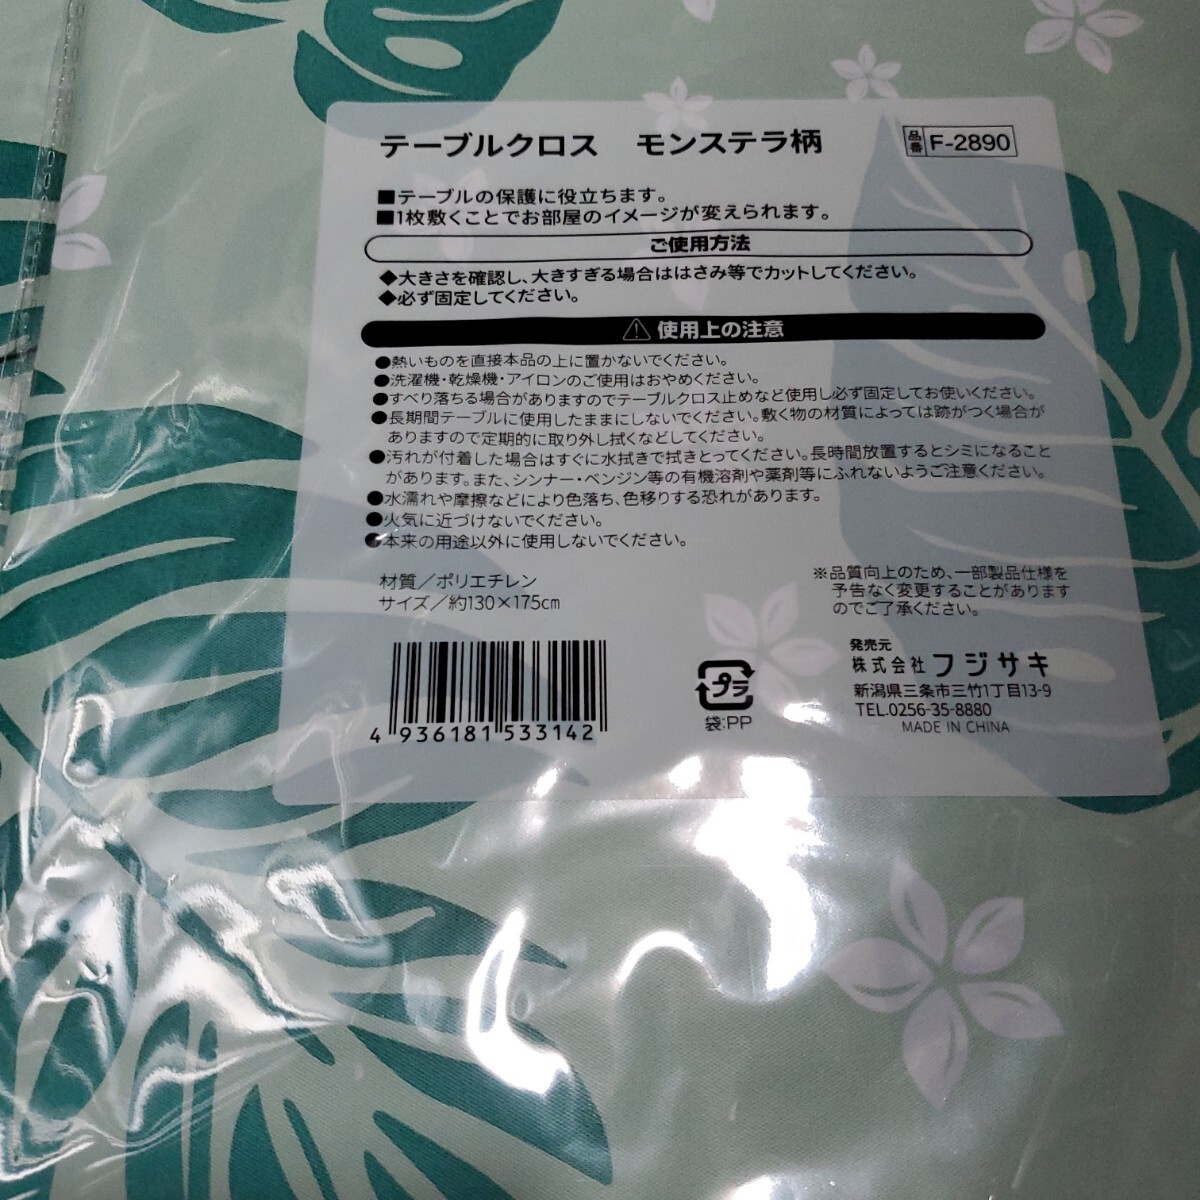 テーブルクロス モンステラ柄
品番 F-2890
■テーブルの保護に役立ちます。
■1枚敷くことでお部屋のイメージが変えられます。
ご使用方法
◆大きさを確認し、大きすぎる場合ははさみ等でカットしてください。
◆必ず固定してください。
⚠ 使用上の注意
●熱いものを直接本品の上に置かないでください。
●洗濯機・乾燥機・アイロンのご使用はおやめください。
●すべり落ちる場合がありますのでテーブルクロス止めなど使用し必ず固定してお使いください。
●長期間テーブルに使用したままにしないでください。敷く物の材質によっては跡がつく場合が
ありますので定期的に取り外し拭くなどしてください。
●汚れが付着した場合はすぐに水拭きで拭きとってください。長時間放置するとシミになること
があります。また、シンナー・ベンジン等の有機溶剤や薬剤等にふれないようご注意ください。
●水濡れや摩擦などにより色落ち、色移りする恐れがあります。
●火気に近づけないでください。
●本来の用途以外に使用しないでください。
材質／ポリエチレン
サイズ／約130×175cm
※品質向上のため、一部製品仕様を
予告なく変更することがあります
のでご了承ください。
4 936181 533142
プラ
袋:PP
発売元
株式会社 フジサキ
新潟県三条市三竹1丁目13-9
TEL.0256-35-8880
MADE IN CHINA